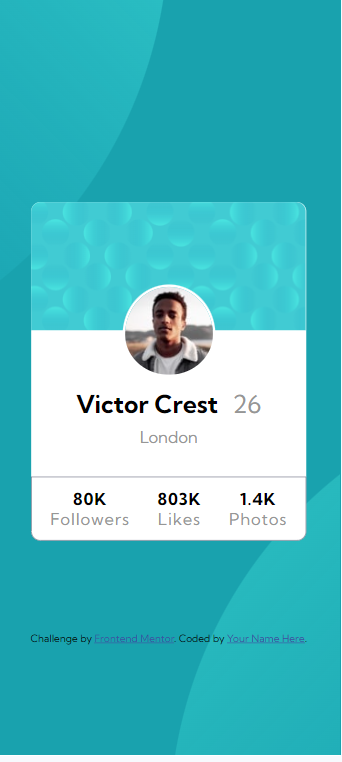 Victor Crest 26
London
80K 803K 1.4K
Followers Likes Photos
Challenge by Frontend Mentor. Coded by Your Name Here.